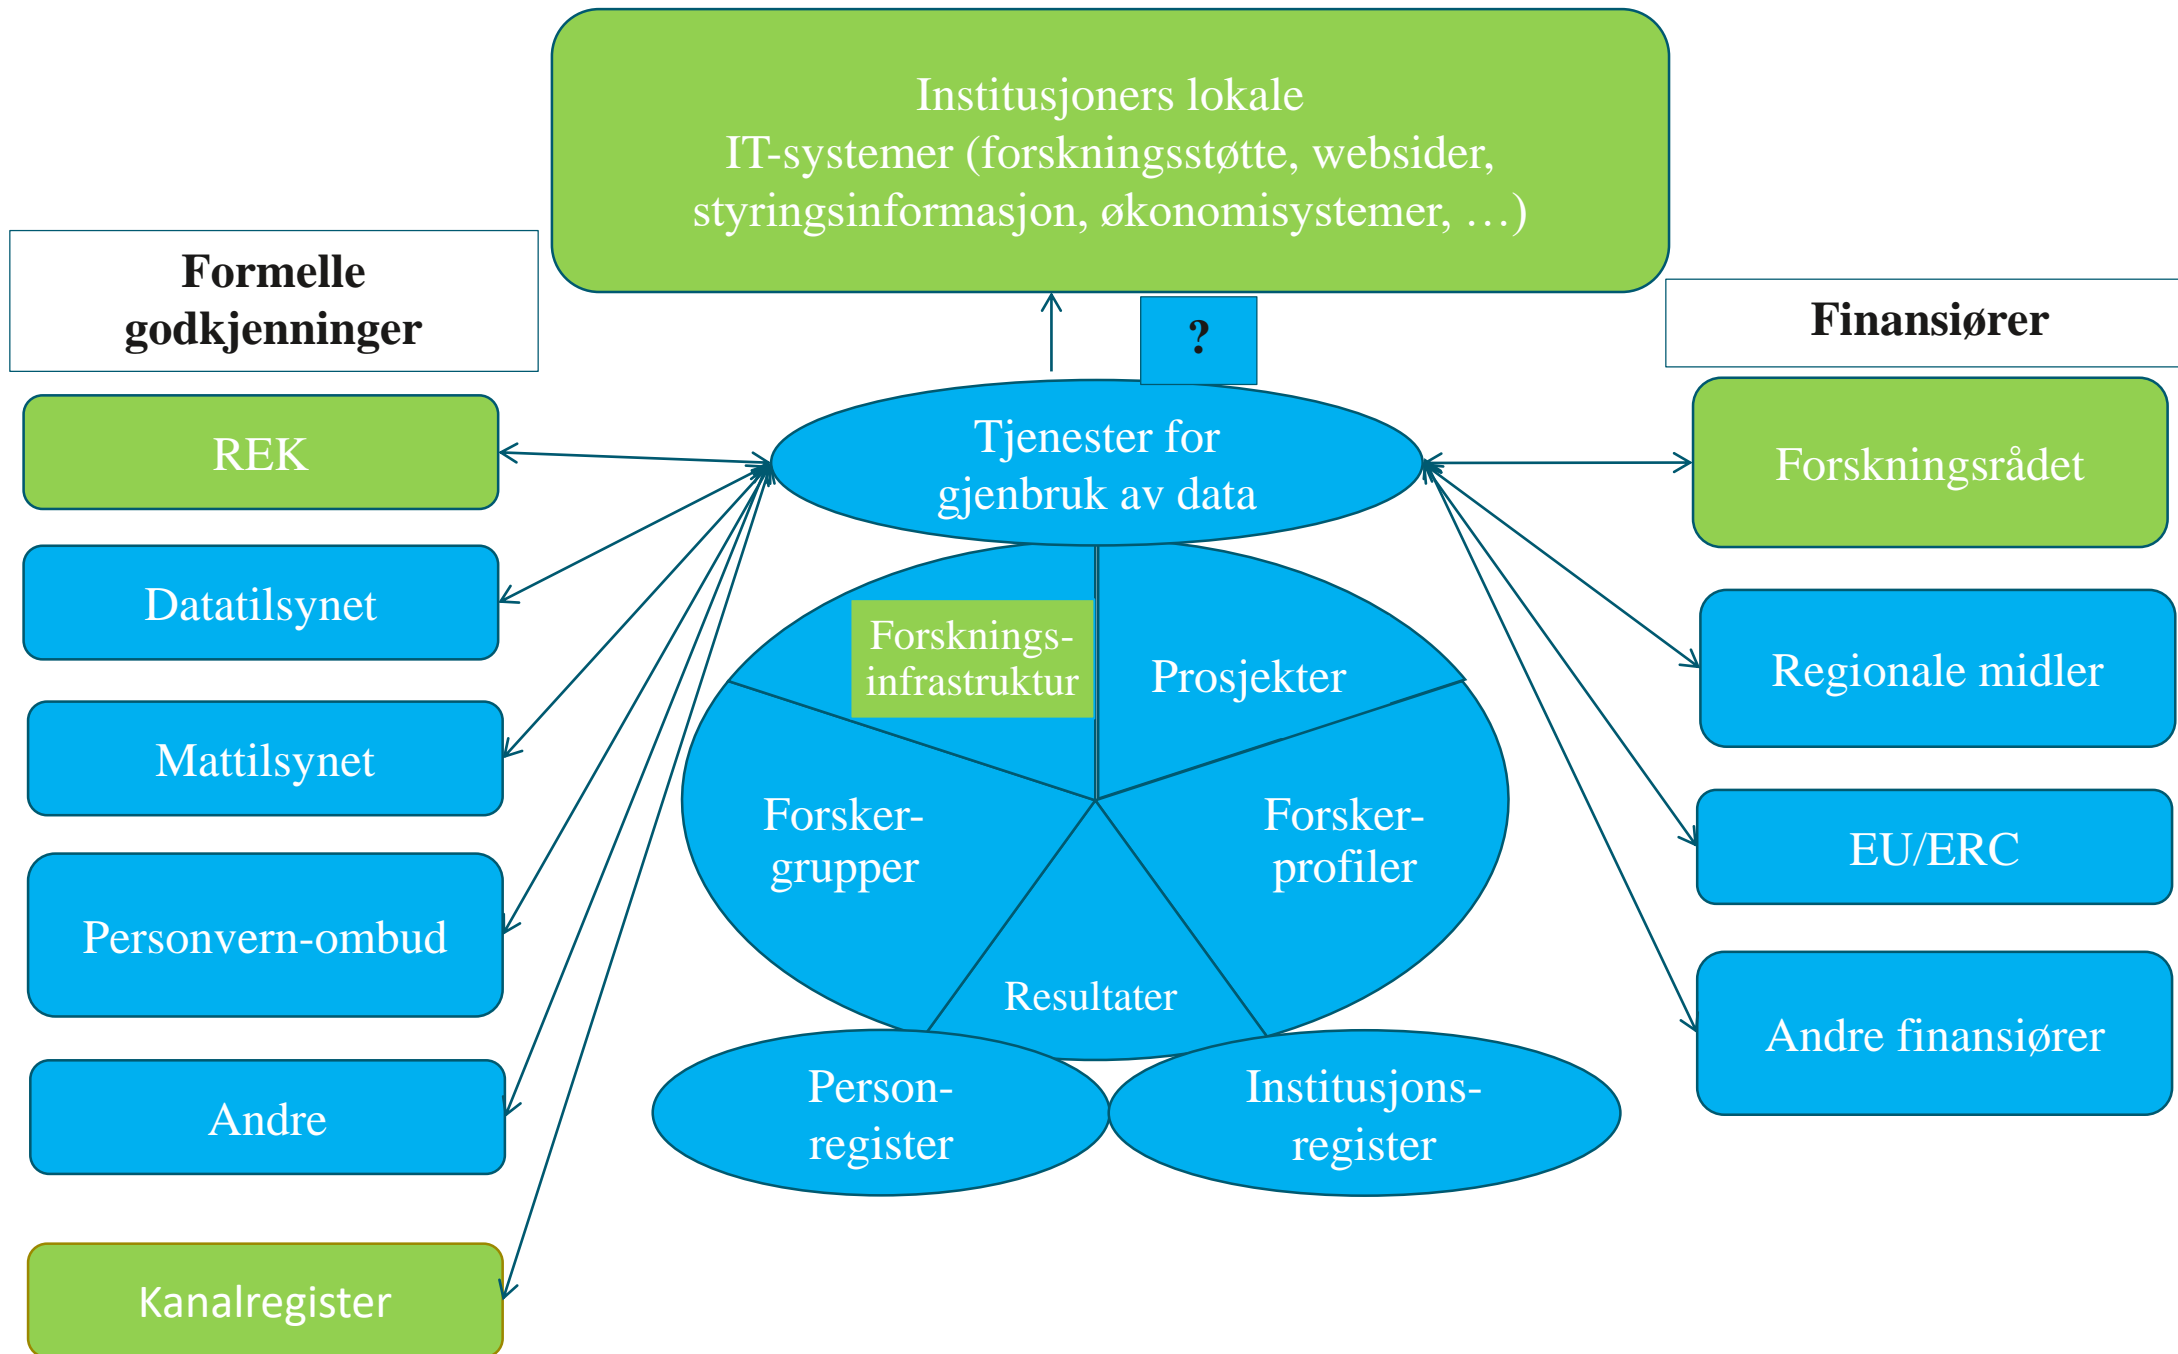 Institusjoners lokale
IT-systemer (forskningsstøtte, websider,
styringsinformasjon, økonomisystemer, …)
Formelle
godkjenninger
?
Finansiører
REK
Datatilsynet
Mattilsynet
Personvern-ombud
Andre
Kanalregister
Tjenester for
gjenbruk av data
Forsknings-
infrastruktur
Prosjekter
Forsker-
grupper
Forsker-
profiler
Resultater
Person-
register
Institusjons-
register
Forskningsrådet
Regionale midler
EU/ERC
Andre finansiører